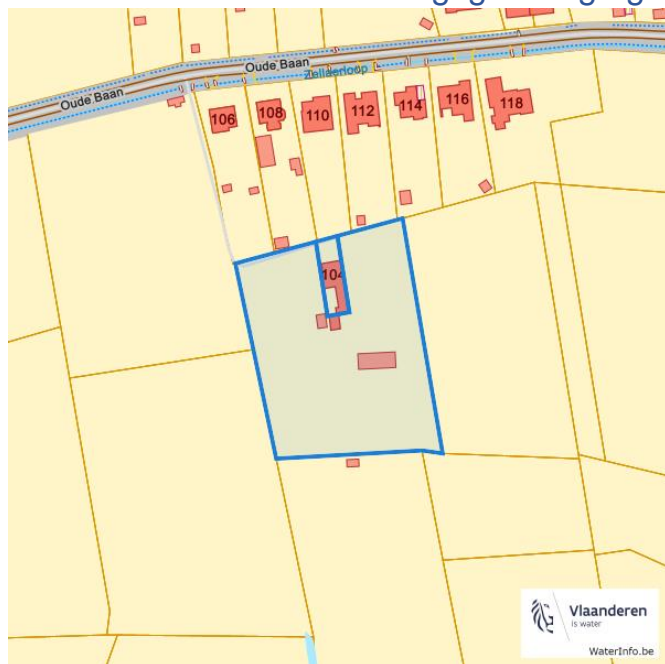 Oude Baan
Zellaerloop
Oude Baan
106
108
110
112
114
116
118
104
Vlaanderen
is water
WaterInfo.be